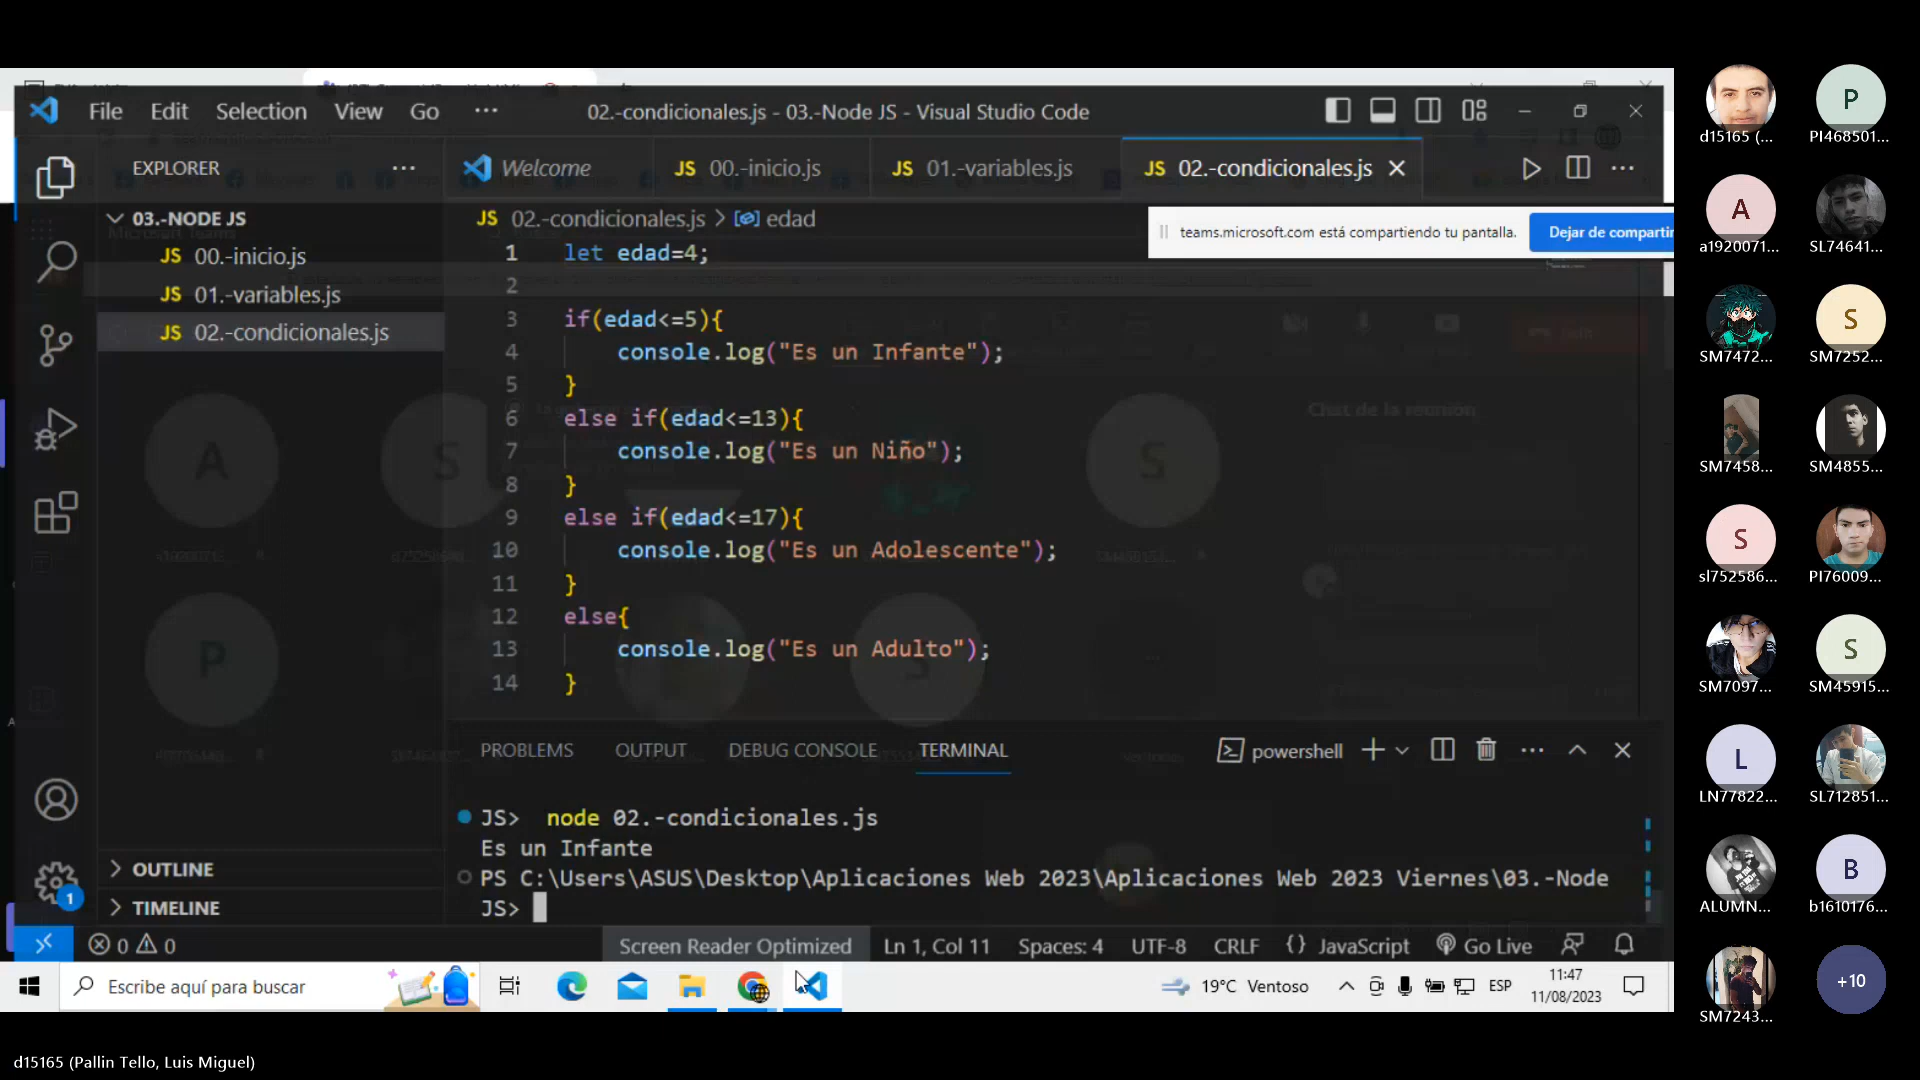 File Edit Selection View Go ··· 02.-condicionales.js - 03.-Node JS - Visual Studio Code
EXPLORER ···
Welcome JS 00.-inicio.js JS 01.-variables.js JS 02.-condicionales.js
03.-NODE JS
JS 00.-inicio.js
JS 01.-variables.js
JS 02.-condicionales.js
OUTLINE
TIMELINE
JS 02.-condicionales.js > edad
teams.microsoft.com está compartiendo tu pantalla. Dejar de compartir
1 let edad=4;
2
3 if(edad<=5){
4 console.log("Es un Infante");
5 }
6 else if(edad<=13){
7 console.log("Es un Niño");
8 }
9 else if(edad<=17){
10 console.log("Es un Adolescente");
11 }
12 else{
13 console.log("Es un Adulto");
14 }
Chat de la reunión
PROBLEMS OUTPUT DEBUG CONSOLE TERMINAL powershell
JS> node 02.-condicionales.js
Es un Infante
PS C:\Users\ASUS\Desktop\Aplicaciones Web 2023\Aplicaciones Web 2023 Viernes\03.-Node
JS>
1
0 0 Screen Reader Optimized Ln 1, Col 11 Spaces: 4 UTF-8 CRLF {} JavaScript Go Live
Escribe aquí para buscar
19°C Ventoso ESP 11:47
11/08/2023
P
d15165 (... PI468501...
A
a1920071... SL74641...
S
SM7472... SM7252...
SM7458... SM4855...
S
sl752586... PI76009...
S
SM7097... SM45915...
L
LN77822... SL712851...
B
ALUMN... b1610176...
+10
SM7243...
d15165 (Pallin Tello, Luis Miguel)